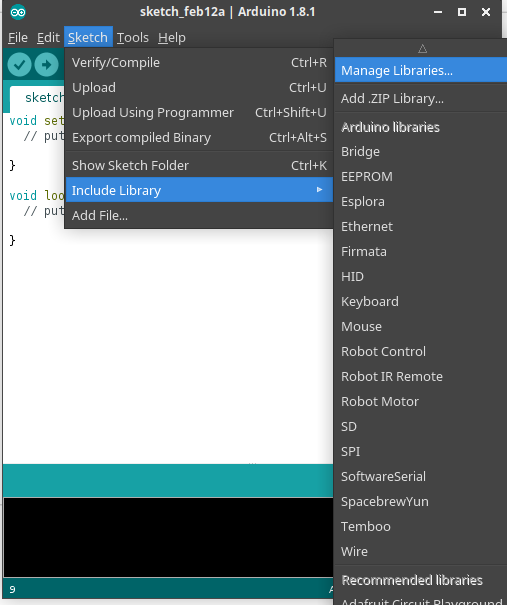 sketch_feb12a | Arduino 1.8.1
File Edit Sketch Tools Help
Verify/Compile Ctrl+R
Upload Ctrl+U
Upload Using Programmer Ctrl+Shift+U
Export compiled Binary Ctrl+Alt+S
Show Sketch Folder Ctrl+K
Include Library
Add File...
sketch
void set
// put
}
void loo
// put
}
Manage Libraries...
Add .ZIP Library...
Arduino libraries
Bridge
EEPROM
Esplora
Ethernet
Firmata
HID
Keyboard
Mouse
Robot Control
Robot IR Remote
Robot Motor
SD
SPI
SoftwareSerial
SpacebrewYun
Temboo
Wire
Recommended libraries
Adafruit Circuit Playground
9